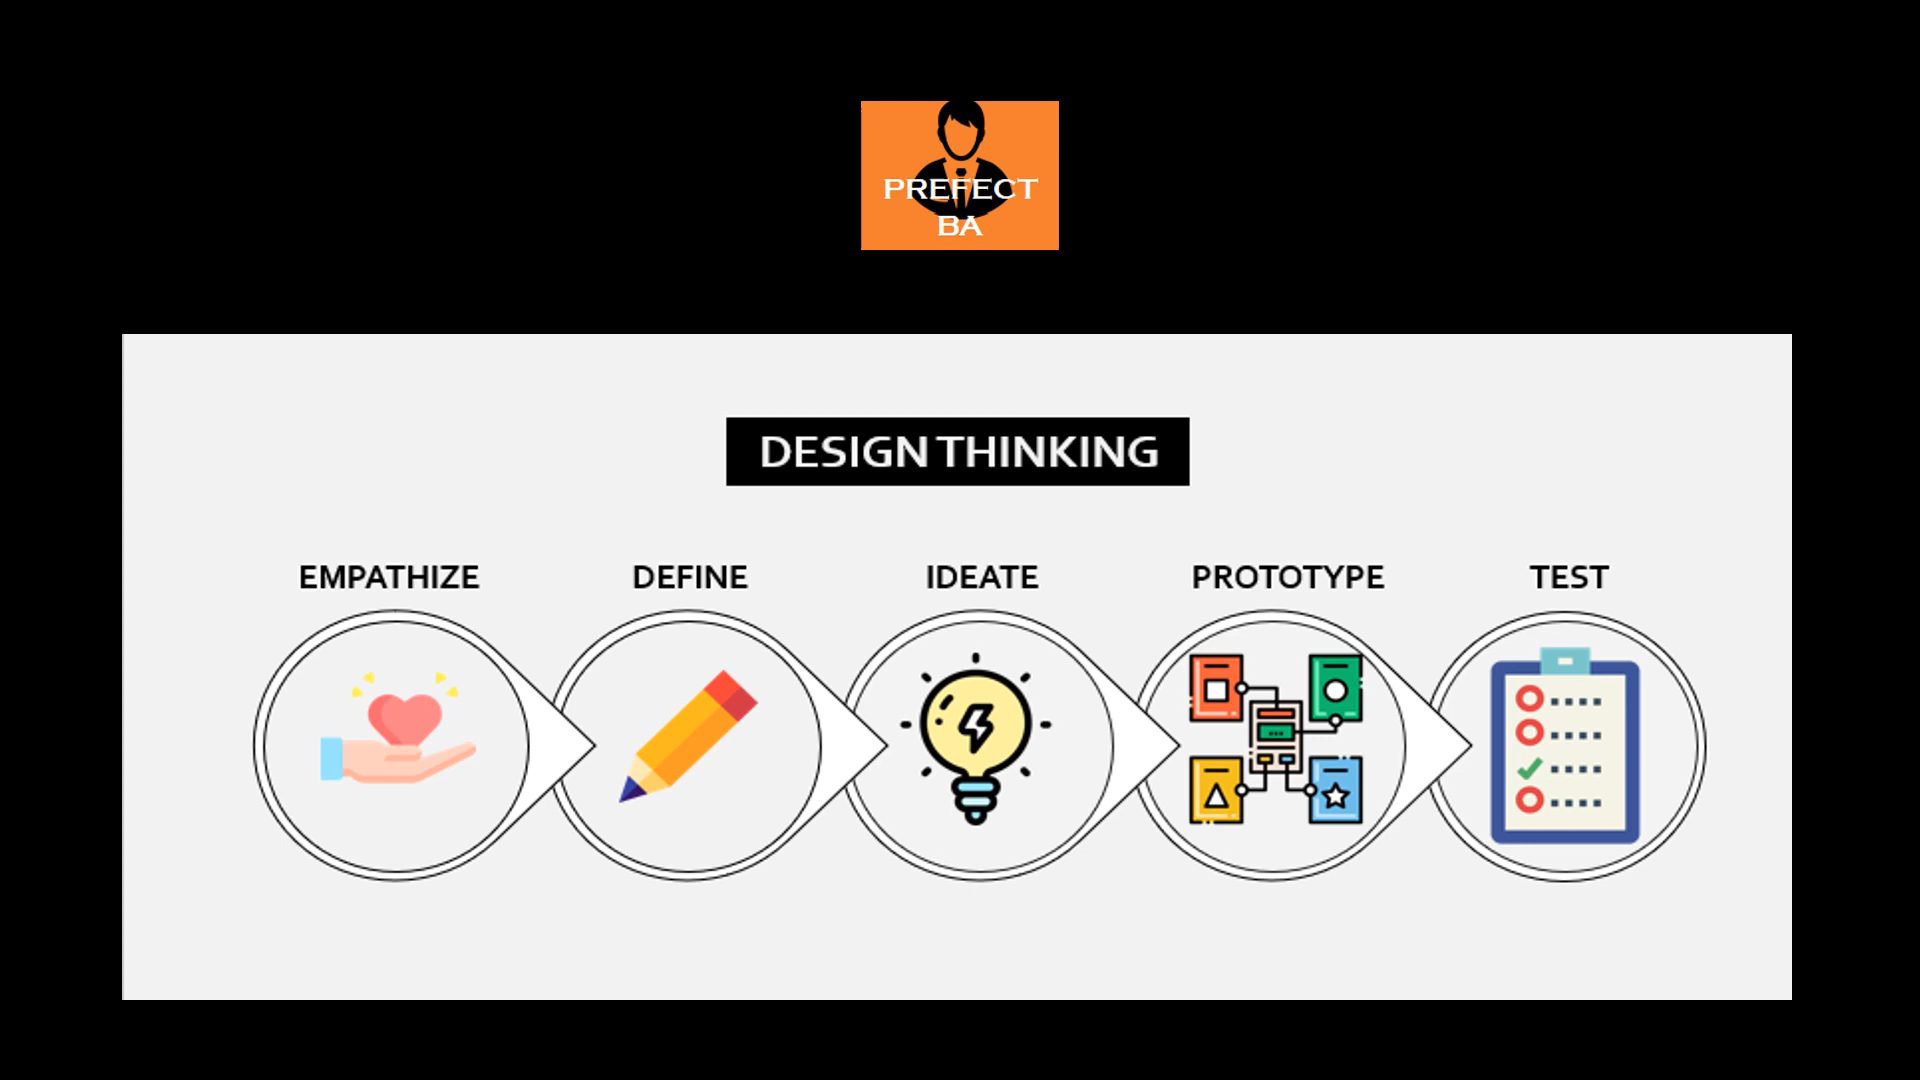 PREFECT
BA
DESIGN THINKING
EMPATHIZE
DEFINE
IDEATE
PROTOTYPE
TEST